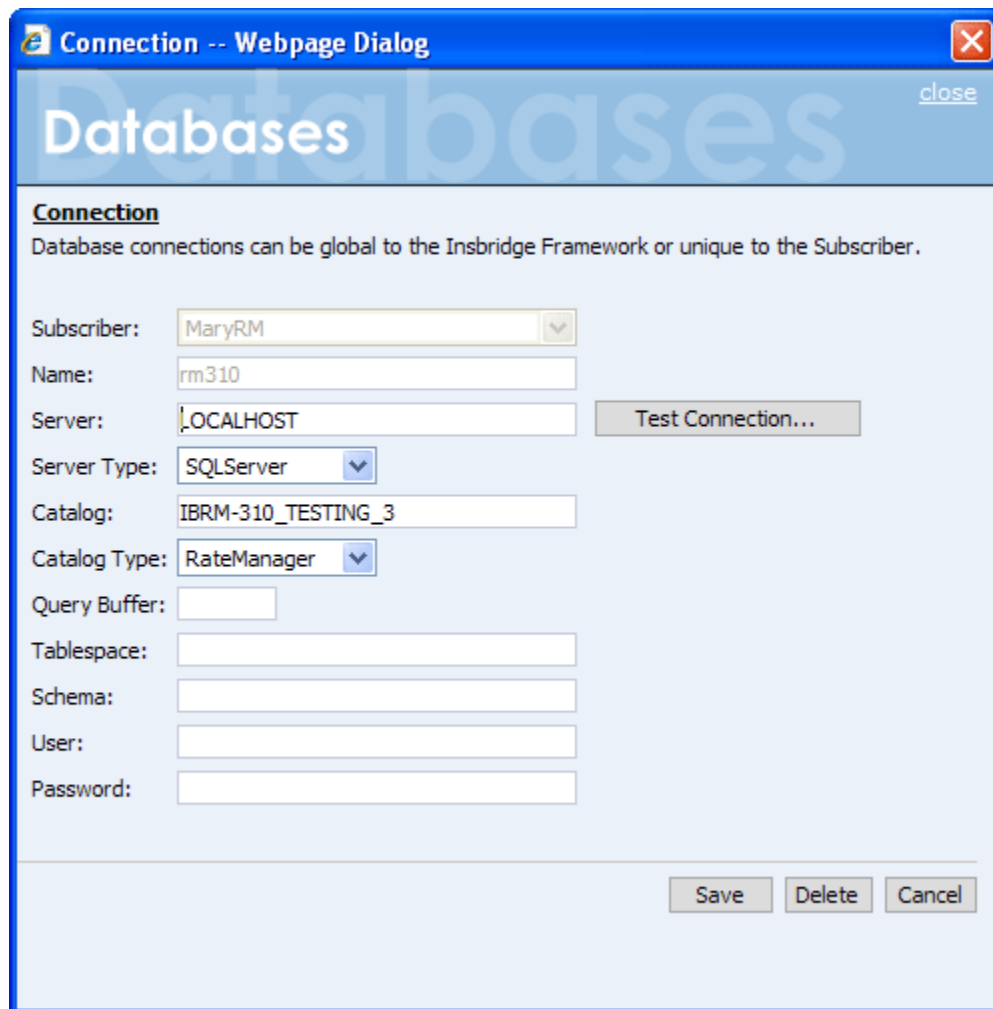 Connection -- Webpage Dialog
Databases
close
Databases
Connection
Database connections can be global to the Insbridge Framework or unique to the Subscriber.
Subscriber: MaryRM
Name: rm310
Server: LOCALHOST Test Connection...
Server Type: SQLServer
Catalog: IBRM-310_TESTING_3
Catalog Type: RateManager
Query Buffer:
Tablespace:
Schema:
User:
Password:
Save Delete Cancel